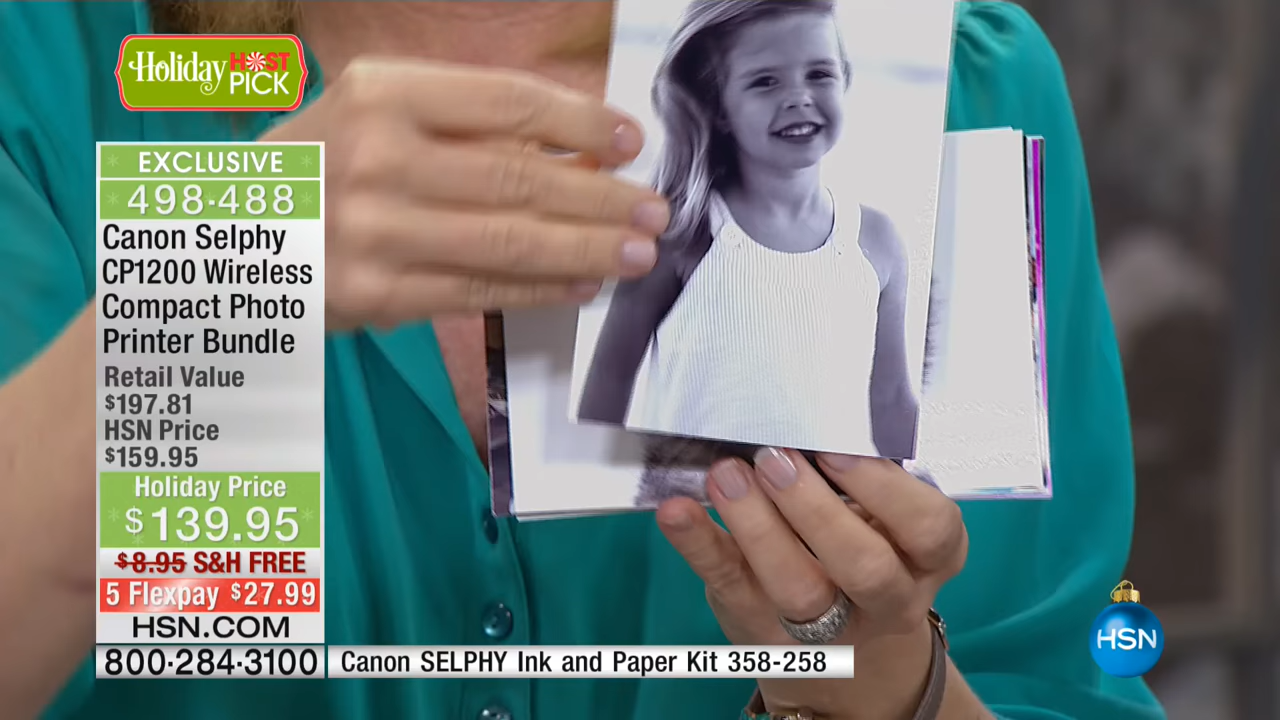 Holiday HOST PICK
EXCLUSIVE
498·488
Canon Selphy
CP1200 Wireless
Compact Photo
Printer Bundle
Retail Value
$197.81
HSN Price
$159.95
Holiday Price
$139.95
$8.95 S&H FREE
5 Flexpay $27.99
HSN.COM
800·284·3100
Canon SELPHY Ink and Paper Kit 358-258
HSN